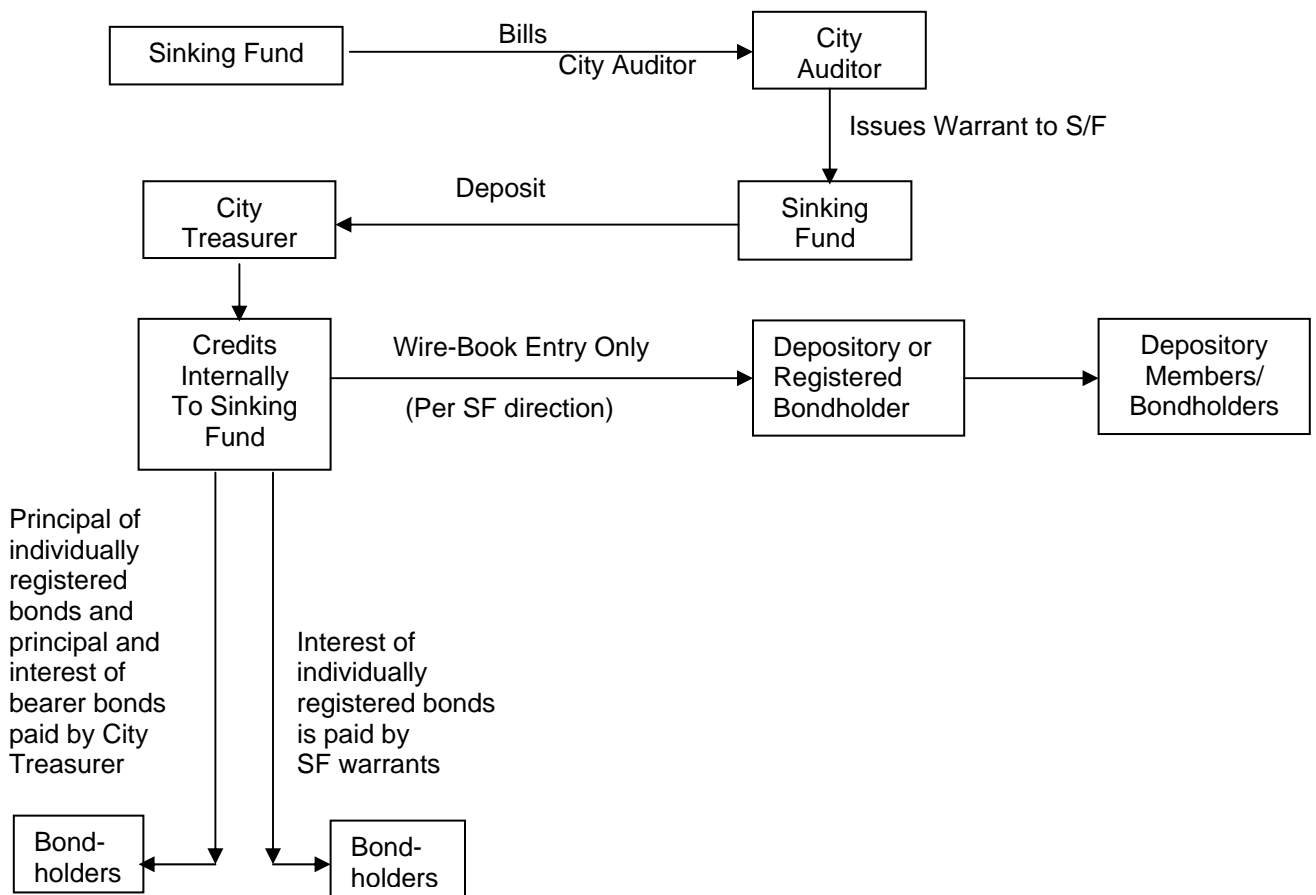 Sinking Fund
Bills
City Auditor
City
Auditor
Issues Warrant to S/F
Sinking
Fund
Deposit
City
Treasurer
Credits
Internally
To Sinking
Fund
Wire-Book Entry Only
(Per SF direction)
Depository or
Registered
Bondholder
Depository
Members/
Bondholders
Principal of
individually
registered
bonds and
principal and
interest of
bearer bonds
paid by City
Treasurer
Interest of
individually
registered bonds
is paid by
SF warrants
Bond-
holders
Bond-
holders